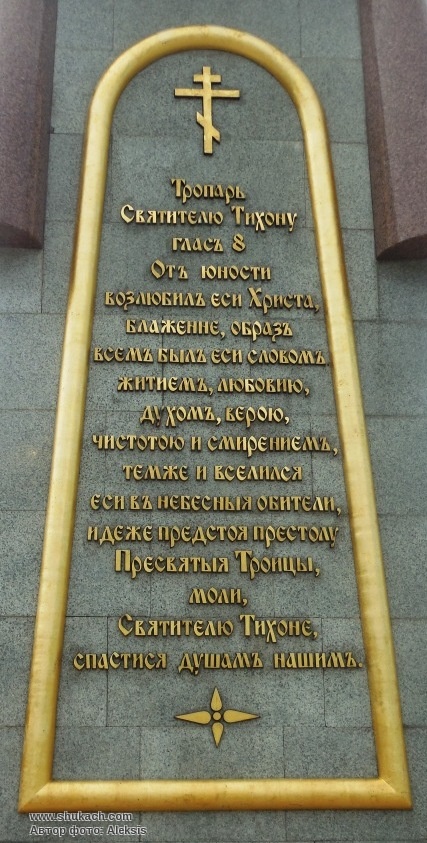 Тропарь
Святителю Тихону
гласъ 8
Отъ юности
возлюбилъ еси Христа,
блаженне, образъ
всемъ былъ еси словомъ.
житиемъ, любовию,
духомъ, верою,
чистотою и смирениемъ,
темже и вселился
еси въ небесныя обители,
идеже предстоя престолу
Пресвятыя Троицы,
моли,
Святителю Тихоне,
спастися душамъ нашимъ.
www.shukach.com
Автор фото: Aleksis